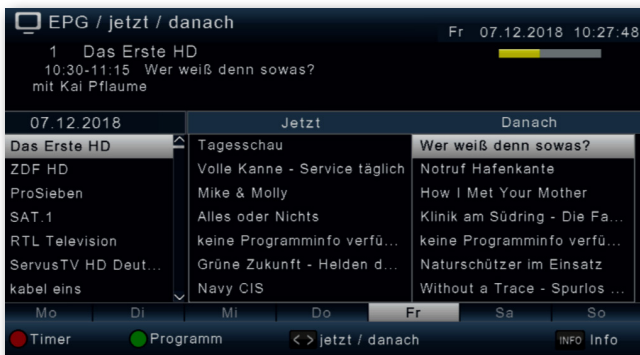 EPG / jetzt / danach
Fr 07.12.2018 10:27:48
1 Das Erste HD
10:30-11:15 Wer weiß denn sowas?
mit Kai Pflaume
07.12.2018 Jetzt Danach
Das Erste HD Tagesschau Wer weiß denn sowas?
ZDF HD Volle Kanne - Service täglich Notruf Hafenkante
ProSieben Mike & Molly How I Met Your Mother
SAT.1 Alles oder Nichts Klinik am Südring - Die Fa...
RTL Television keine Programminfo verfü... keine Programminfo verfü...
ServusTV HD Deut... Grüne Zukunft - Helden d... Naturschützer im Einsatz
kabel eins Navy CIS Without a Trace - Spurlos ...
Mo Di Mi Do Fr Sa So
Timer Programm < > jetzt / danach INFO Info